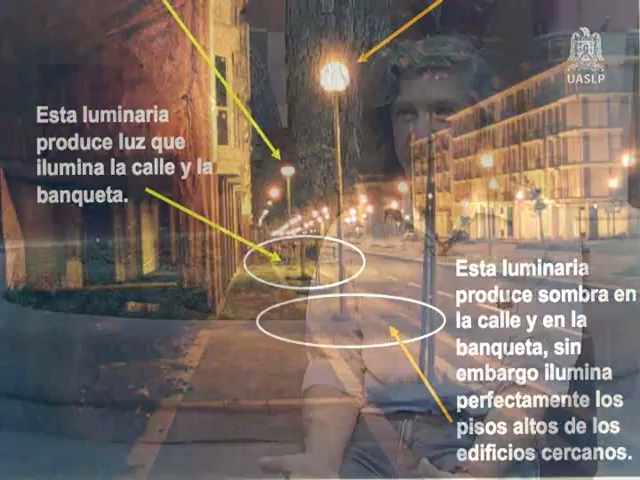 UASLP
Esta luminaria
produce luz que
ilumina la calle y la
banqueta.
Esta luminaria
produce sombra en
la calle y en la
banqueta, sin
embargo ilumina
perfectamente los
pisos altos de los
edificios cercanos.